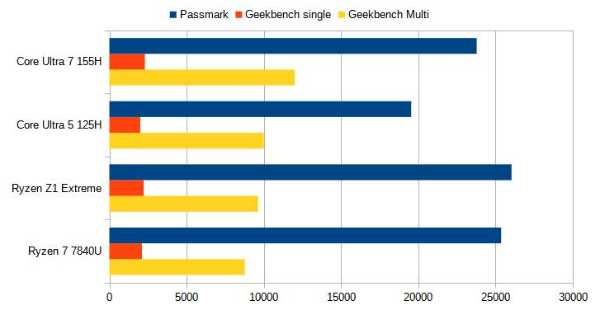 Passmark Geekbench single Geekbench Multi
Core Ultra 7 155H
Core Ultra 5 125H
Ryzen Z1 Extreme
Ryzen 7 7840U
0 5000 10000 15000 20000 25000 30000